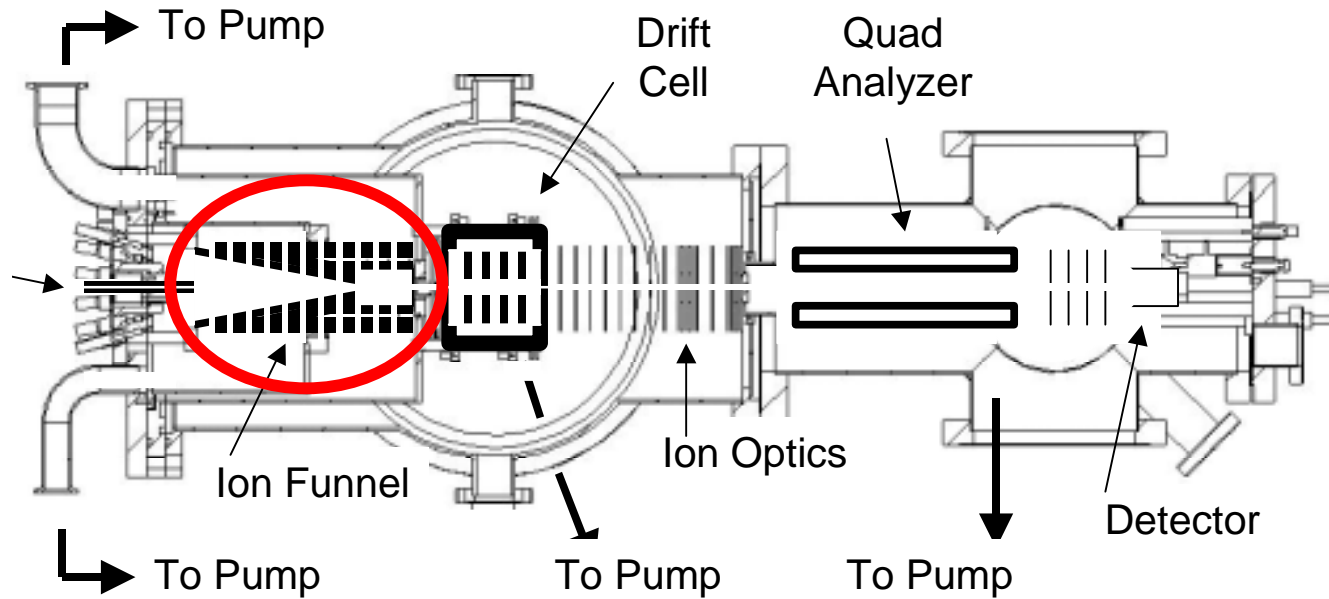 To Pump
Drift
Cell
Quad
Analyzer
Ion Funnel
Ion Optics
Detector
To Pump
To Pump
To Pump